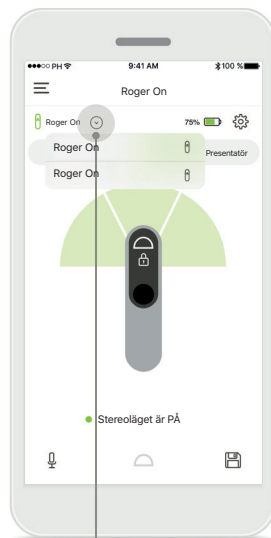 PH 9:41 AM 100 %
Roger On
Roger On 75%
Roger On
Presentatör
Roger On
Stereoläget är PÅ